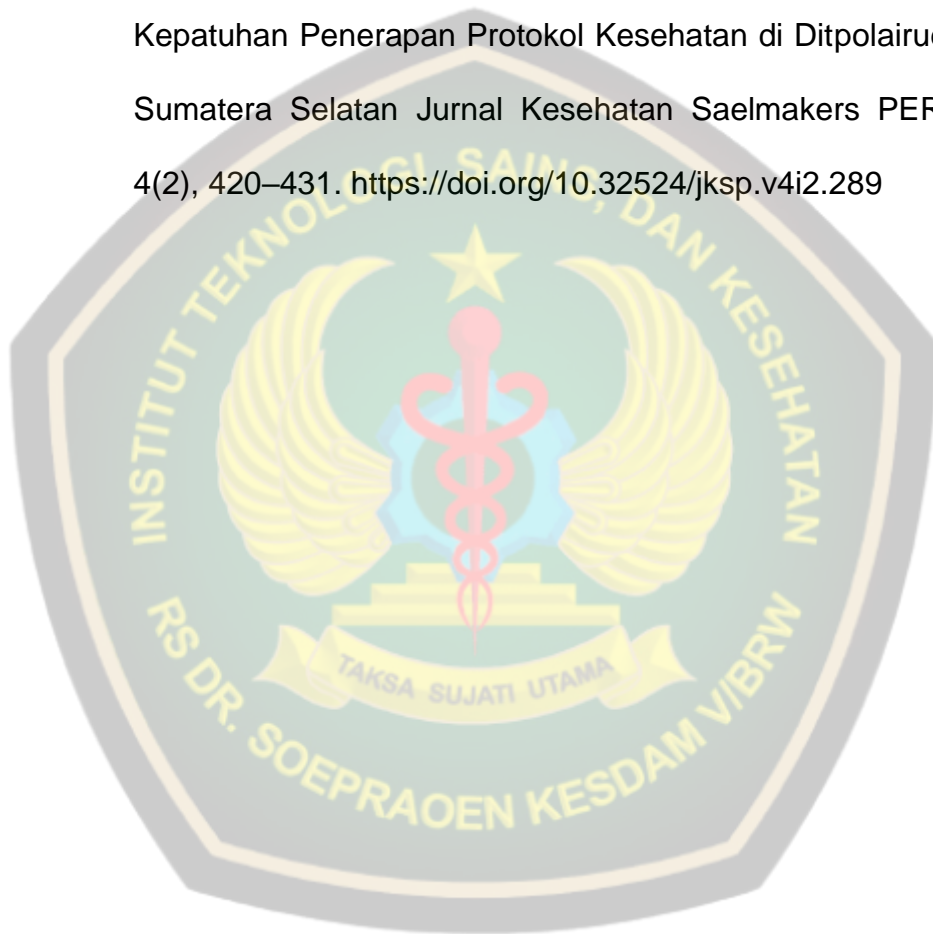 Kepatuhan Penerapan Protokol Kesehatan di Ditpolairu
Sumatera Selatan Jurnal Kesehatan Saelmakers PER
4(2), 420–431. https://doi.org/10.32524/jksp.v4i2.289
INSTITUT TEKNOLOGI, SAINS, DAN KESEHATAN
TAKSA SUJATI UTAMA
RS DR. SOEPRAOEN KESDAM V/BRW